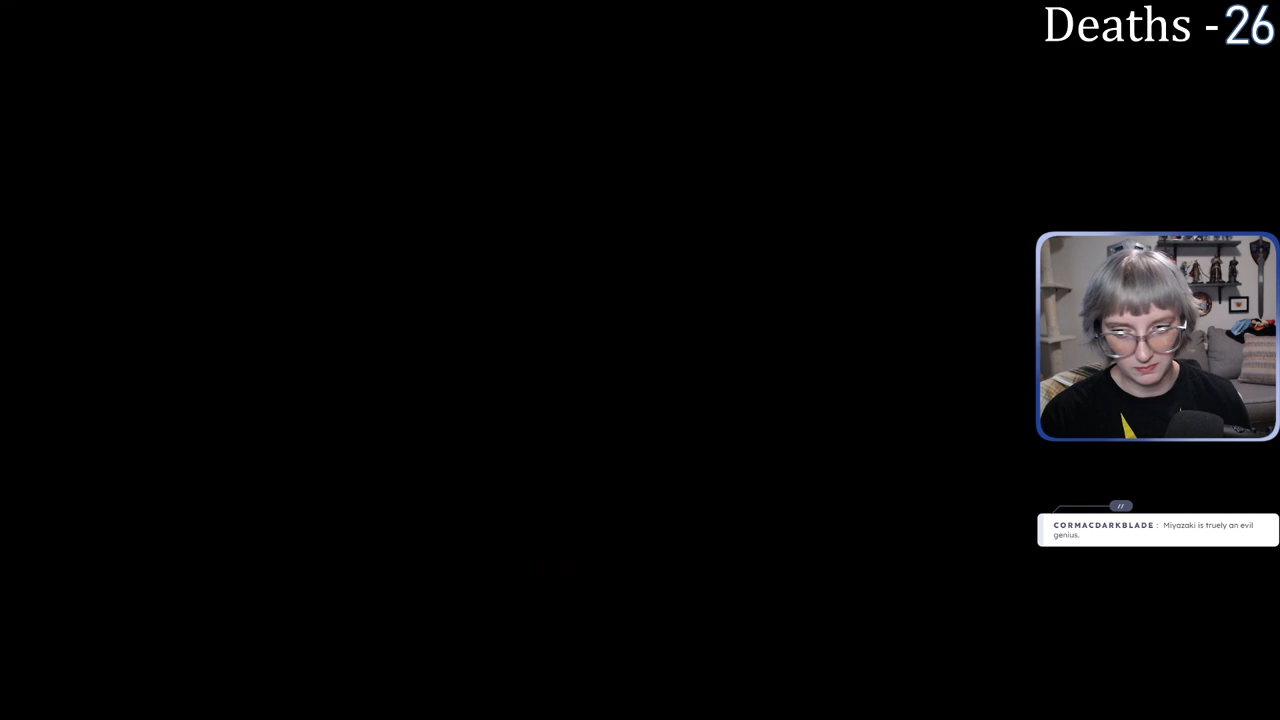 Deaths - 26
//
CORMACDARKBLADE : Miyazaki is truely an evil
genius.